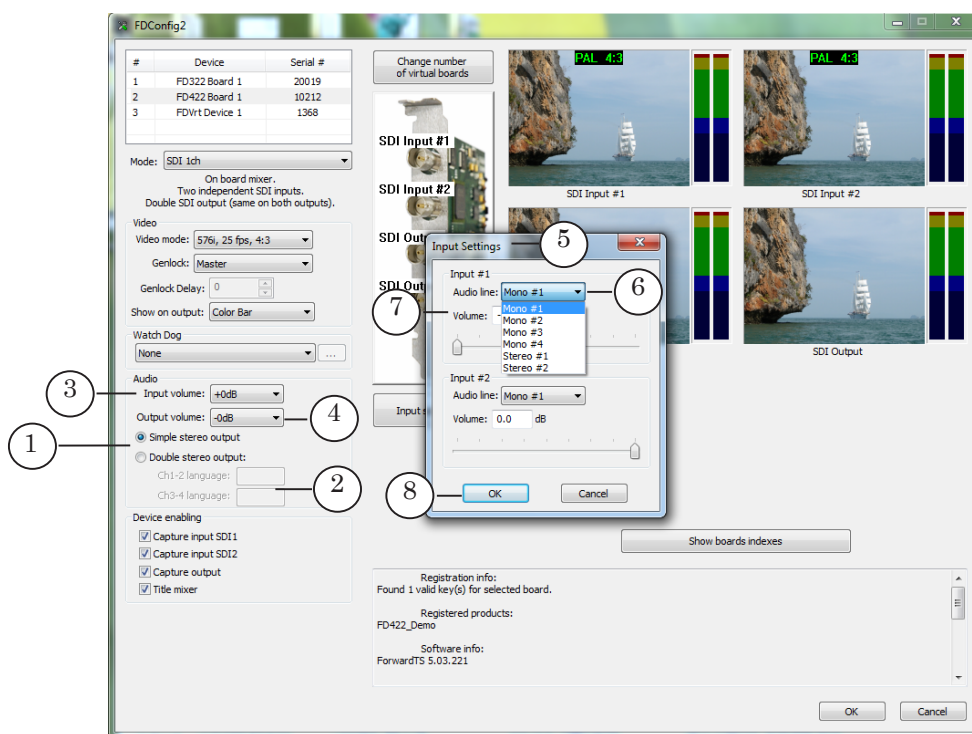 FDConfig2
# Device Serial #
1 FD322 Board 1 20019
2 FD422 Board 1 10212
3 FDVrt Device 1 1368
Mode: SDI 1ch
On board mixer.
Two independent SDI inputs.
Double SDI output (same on both outputs).
Video
Video mode: 576i, 25 fps, 4:3
Genlock: Master
Genlock Delay: 0
Show on output: Color Bar
Watch Dog
None ...
Audio
3
Input volume: +0dB
Output volume: -0dB
4
1
Simple stereo output
Double stereo output:
Ch1-2 language:
2
Ch3-4 language:
Device enabling
Capture input SDI1
Capture input SDI2
Capture output
Title mixer
Change number
of virtual boards
SDI Input #1
SDI Input #2
SDI Out
SDI Out
Input s
PAL 4:3
PAL 4:3
SDI Input #1
SDI Input #2
SDI Output
Input Settings
5
Input #1
Audio line: Mono #1
6
7
Volume: -
Mono #1
Mono #2
Mono #3
Mono #4
Stereo #1
Stereo #2
Input #2
Audio line: Mono #1
Volume: 0.0 dB
8
OK Cancel
Show boards indexes
Registration info:
Found 1 valid key(s) for selected board.
Registered products:
FD422_Demo
Software info:
ForwardTS 5.03.221
OK Cancel